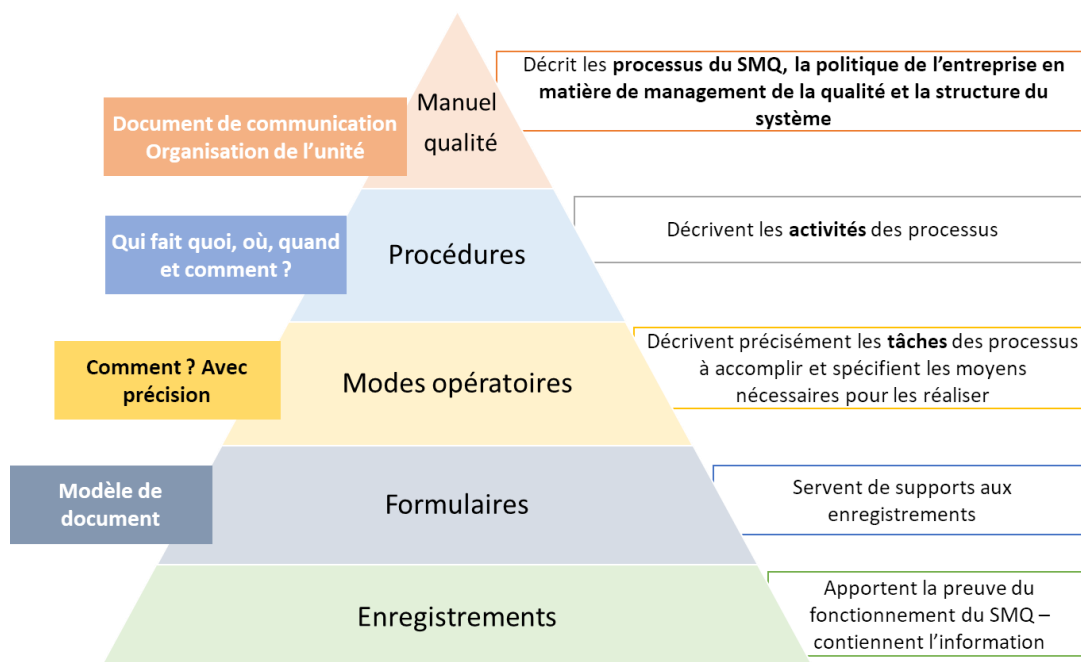 Décrit les processus du SMQ, la politique de l’entreprise en
matière de management de la qualité et la structure du
système
Manuel
qualité
Document de communication
Organisation de l’unité
Qui fait quoi, où, quand
et comment ?
Procédures
Décrivent les activités des processus
Comment ? Avec
précision
Modes opératoires
Décrivent précisément les tâches des processus
à accomplir et spécifient les moyens
nécessaires pour les réaliser
Modèle de
document
Formulaires
Servent de supports aux
enregistrements
Enregistrements
Apportent la preuve du
fonctionnement du SMQ –
contiennent l’information